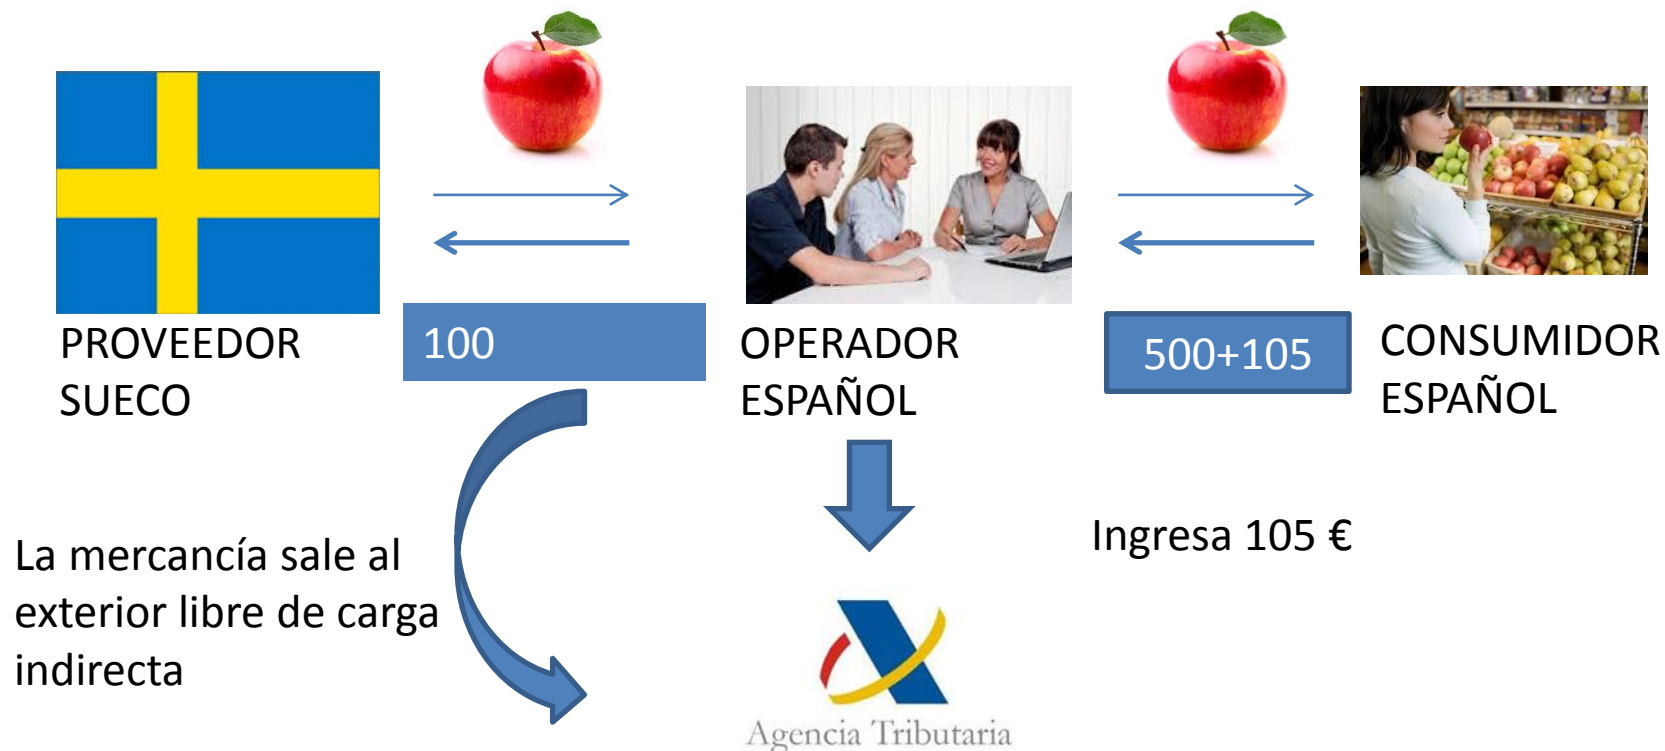 PROVEEDOR
SUECO
100
OPERADOR
ESPAÑOL
500+105
CONSUMIDOR
ESPAÑOL
La mercancía sale al
exterior libre de carga
indirecta
Ingresa 105 €
Agencia Tributaria